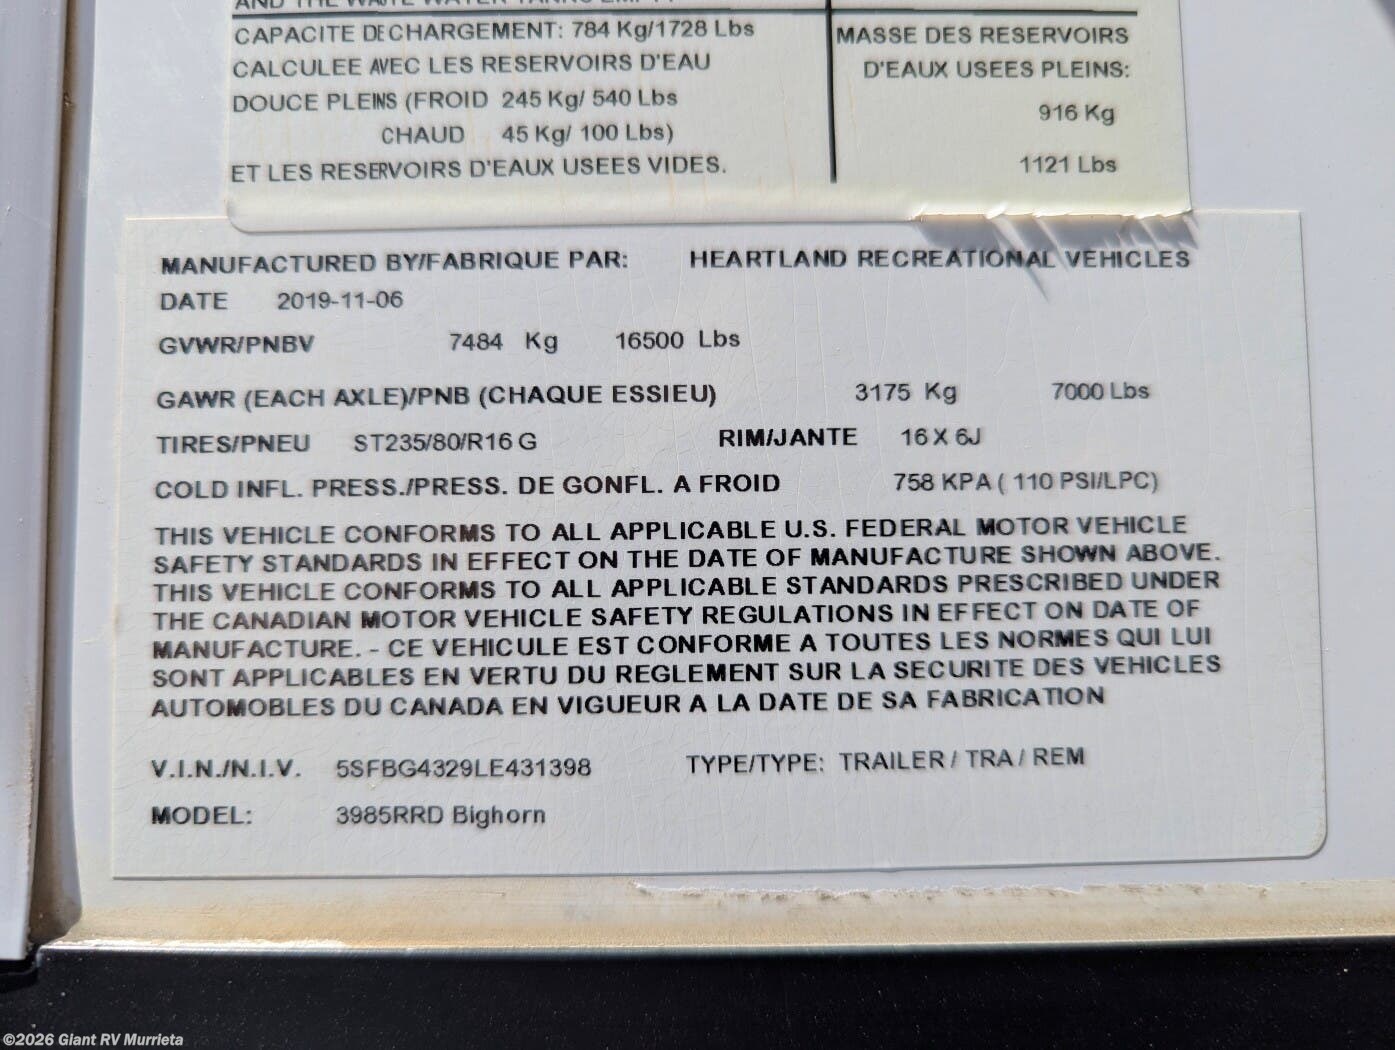 AND THE WASTE WATER TANKS EMPTY
CAPACITE DE CHARGEMENT: 784 Kg/1728 Lbs
CALCULEE AVEC LES RESERVOIRS D'EAU
DOUCE PLEINS (FROID 245 Kg/ 540 Lbs
CHAUD 45 Kg/ 100 Lbs)
ET LES RESERVOIRS D'EAUX USEES VIDES.
MASSE DES RESERVOIRS
D'EAUX USEES PLEINS:
916 Kg
1121 Lbs
MANUFACTURED BY/FABRIQUE PAR: HEARTLAND RECREATIONAL VEHICLES
DATE 2019-11-06
GVWR/PNBV 7484 Kg 16500 Lbs
GAWR (EACH AXLE)/PNB (CHAQUE ESSIEU) 3175 Kg 7000 Lbs
TIRES/PNEU ST235/80/R16 G RIM/JANTE 16 X 6J
COLD INFL. PRESS./PRESS. DE GONFL. A FROID 758 KPA ( 110 PSI/LPC)
THIS VEHICLE CONFORMS TO ALL APPLICABLE U.S. FEDERAL MOTOR VEHICLE
SAFETY STANDARDS IN EFFECT ON THE DATE OF MANUFACTURE SHOWN ABOVE.
THIS VEHICLE CONFORMS TO ALL APPLICABLE STANDARDS PRESCRIBED UNDER
THE CANADIAN MOTOR VEHICLE SAFETY REGULATIONS IN EFFECT ON DATE OF
MANUFACTURE. - CE VEHICULE EST CONFORME A TOUTES LES NORMES QUI LUI
SONT APPLICABLES EN VERTU DU REGLEMENT SUR LA SECURITE DES VEHICLES
AUTOMOBLES DU CANADA EN VIGUEUR A LA DATE DE SA FABRICATION
V.I.N./N.I.V. 5SFBG4329LE431398 TYPE/TYPE: TRAILER / TRA / REM
MODEL: 3985RRD Bighorn
©2026 Giant RV Murrieta